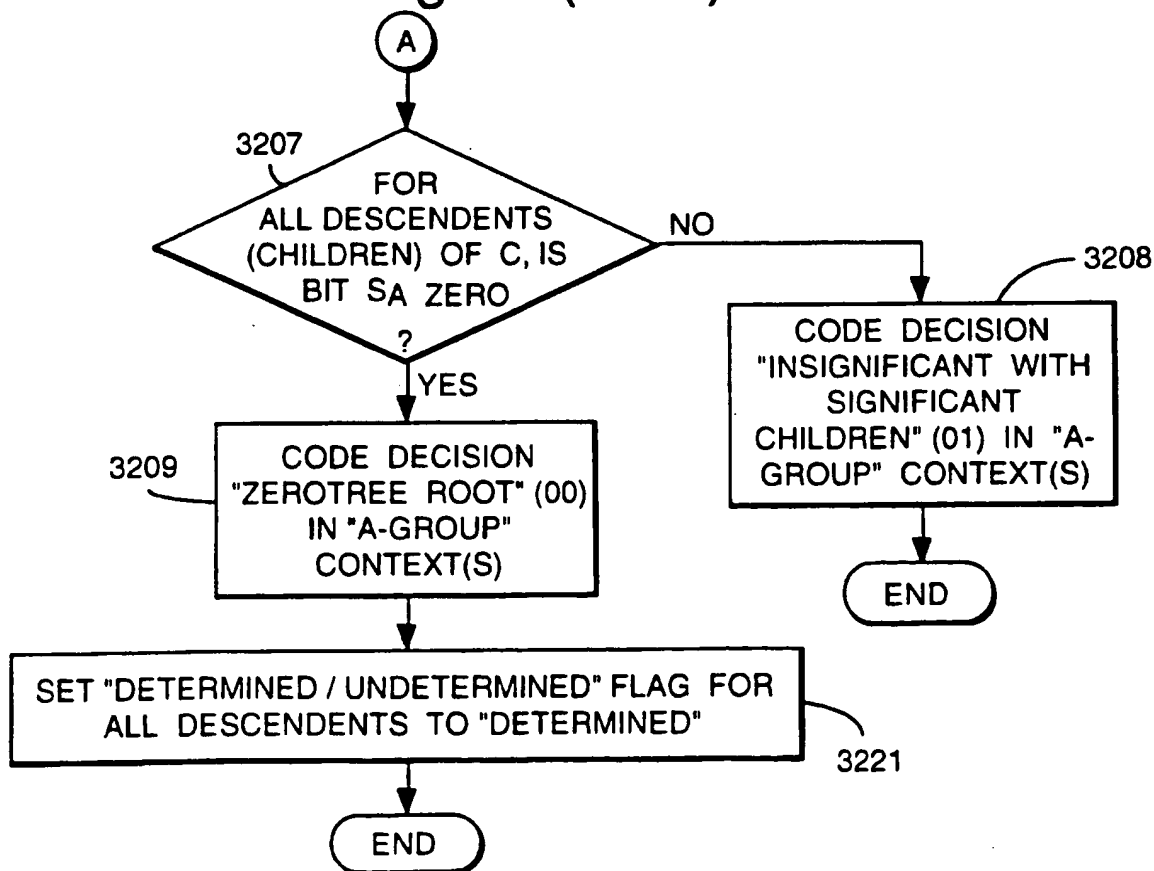 A
3207
FOR
ALL DESCENDENTS
(CHILDREN) OF C, IS
BIT SA ZERO
?
NO
YES
3208
CODE DECISION
"INSIGNIFICANT WITH
SIGNIFICANT
CHILDREN" (01) IN "A-
GROUP" CONTEXT(S)
END
3209
CODE DECISION
"ZEROTREE ROOT" (00)
IN "A-GROUP"
CONTEXT(S)
SET "DETERMINED / UNDETERMINED" FLAG FOR
ALL DESCENDENTS TO "DETERMINED"
3221
END